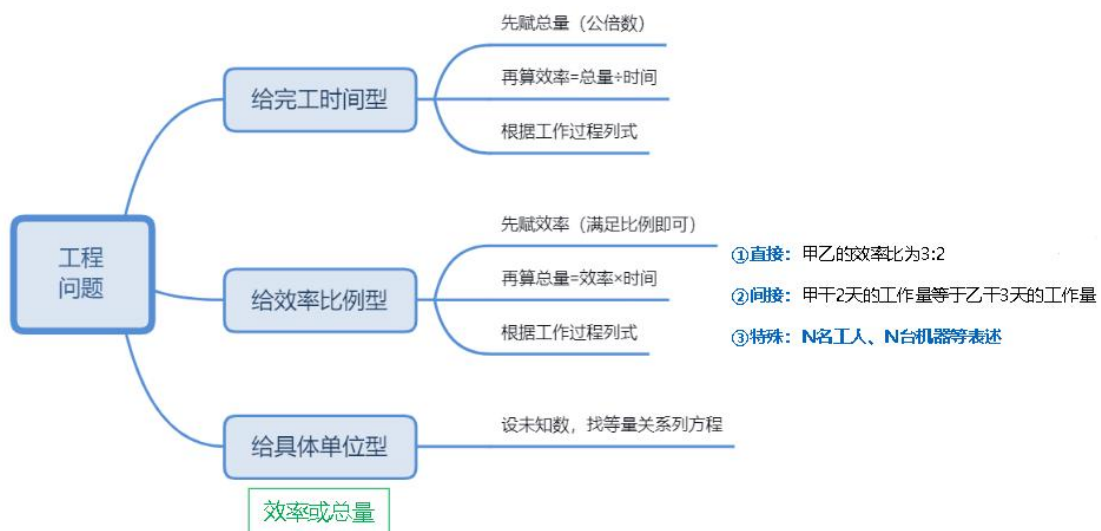 工程
问题
给完工时间型
先赋总量（公倍数）
再算效率=总量÷时间
根据工作过程列式
给效率比例型
先赋效率（满足比例即可）
再算总量=效率×时间
根据工作过程列式
①直接：甲乙的效率比为3:2
②间接：甲干2天的工作量等于乙干3天的工作量
③特殊：N名工人、N台机器等表述
给具体单位型
设未知数，找等量关系列方程
效率或总量